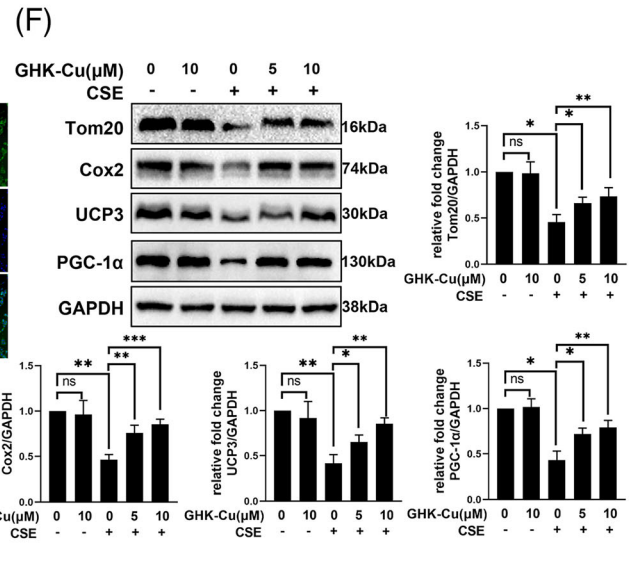 (F)
GHK-Cu(μM) 0 10 0 5 10
CSE - - + + +
Tom20 16kDa
Cox2 74kDa
UCP3 30kDa
PGC-1α 130kDa
GAPDH 38kDa
relative fold change
Tom20/GAPDH
1.5
1.0
0.5
0.0
ns
*
*
**
GHK-Cu(μM) 0 10 0 5 10
CSE - - + + +
Cox2/GAPDH
1.5
1.0
0.5
0.0
ns
**
**
***
Cu(μM) 0 10 0 5 10
CSE - - + + +
relative fold change
UCP3/GAPDH
1.5
1.0
0.5
0.0
ns
**
*
**
GHK-Cu(μM) 0 10 0 5 10
CSE - - + + +
relative fold change
PGC-1α/GAPDH
1.5
1.0
0.5
0.0
ns
*
*
**
GHK-Cu(μM) 0 10 0 5 10
CSE - - + + +